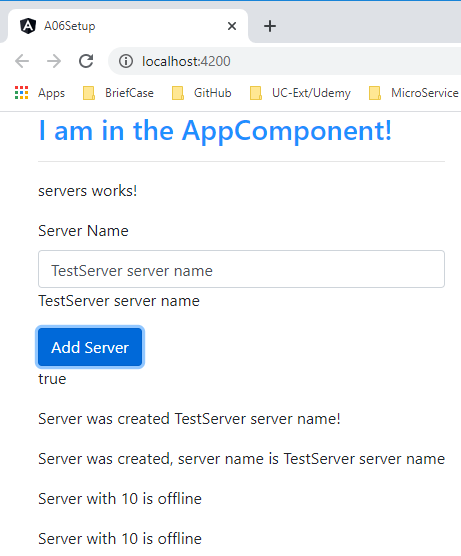 A06Setup
localhost:4200
Apps BriefCase GitHub UC-Ext/Udemy MicroService
I am in the AppComponent!
servers works!
Server Name
TestServer server name
TestServer server name
Add Server
true
Server was created TestServer server name!
Server was created, server name is TestServer server name
Server with 10 is offline
Server with 10 is offline